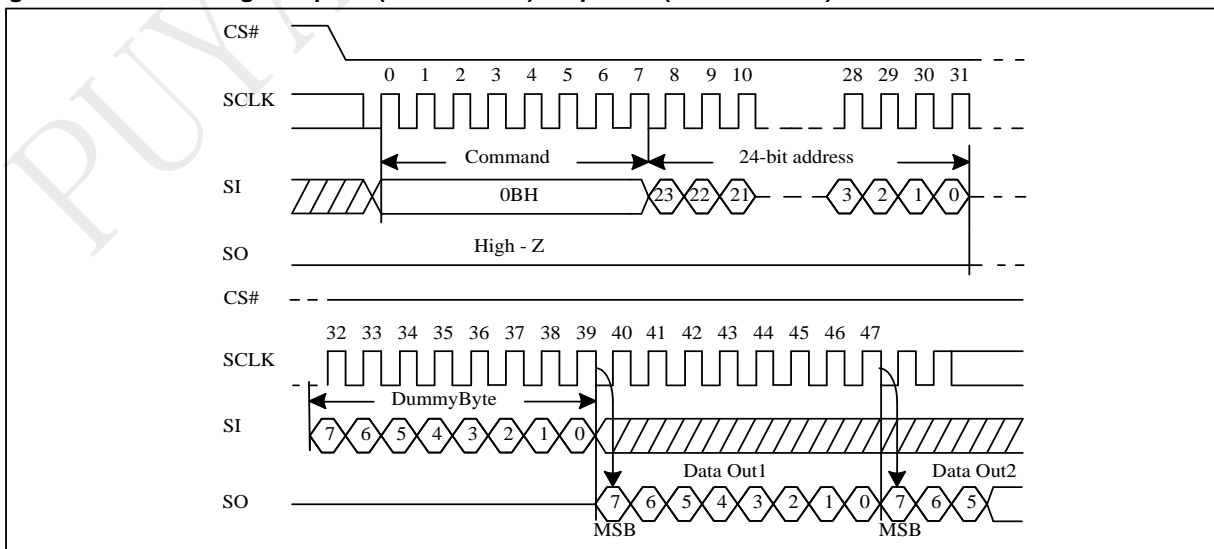 CS#
0 1 2 3 4 5 6 7 8 9 10 28 29 30 31
SCLK
Command 24-bit address
SI 0BH 23 22 21 3 2 1 0
SO High - Z
CS#
32 33 34 35 36 37 38 39 40 41 42 43 44 45 46 47
SCLK
DummyByte
SI 7 6 5 4 3 2 1 0
Data Out1 Data Out2
SO 7 6 5 4 3 2 1 0 7 6 5
MSB MSB